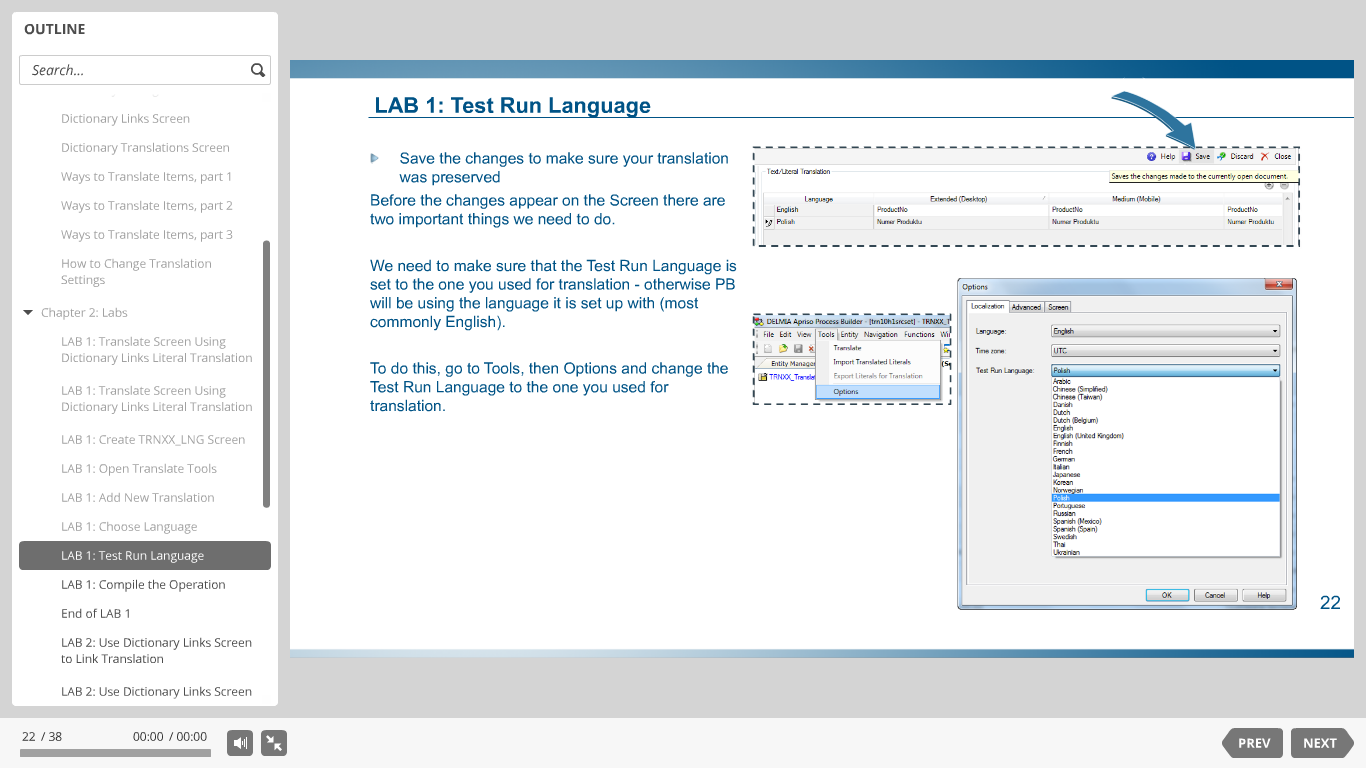 OUTLINE
Search...
Dictionary Links Screen
Dictionary Translations Screen
Ways to Translate Items, part 1
Ways to Translate Items, part 2
Ways to Translate Items, part 3
How to Change Translation
Settings
Chapter 2: Labs
LAB 1: Translate Screen Using
Dictionary Links Literal Translation
LAB 1: Translate Screen Using
Dictionary Links Literal Translation
LAB 1: Create TRNXX_LNG Screen
LAB 1: Open Translate Tools
LAB 1: Add New Translation
LAB 1: Choose Language
LAB 1: Test Run Language
LAB 1: Compile the Operation
End of LAB 1
LAB 2: Use Dictionary Links Screen
to Link Translation
LAB 2: Use Dictionary Links Screen
LAB 1: Test Run Language
Save the changes to make sure your translation
was preserved
Before the changes appear on the Screen there are
two important things we need to do.
We need to make sure that the Test Run Language is
set to the one you used for translation - otherwise PB
will be using the language it is set up with (most
commonly English).
To do this, go to Tools, then Options and change the
Test Run Language to the one you used for
translation.
Help Save Discard Close
Text/Literal Translation
Saves the changes made to the currently open document.
Language Extended (Desktop) Medium (Mobile)
English ProductNo ProductNo ProductNo
Polish Numer Produktu Numer Produktu Numer Produktu
DELMIA Apriso Process Builder - [trn10h1srcset] - TRNXX_
File Edit View Tools Entity Navigation Functions Wi
Translate
Import Translated Literals
Export Literals for Translation
Options
Entity Manage
TRNXX_Transla
Options
Localization Advanced Screen
Language: English
Time zone: UTC
Test Run Language: Polish
Arabic
Chinese (Simplified)
Chinese (Taiwan)
Danish
Dutch
Dutch (Belgium)
English
English (United Kingdom)
Finnish
French
German
Italian
Japanese
Korean
Norwegian
Polish
Portuguese
Russian
Spanish (Mexico)
Spanish (Spain)
Swedish
Thai
Ukrainian
OK Cancel Help
22
22 / 38 00:00 / 00:00
PREV NEXT